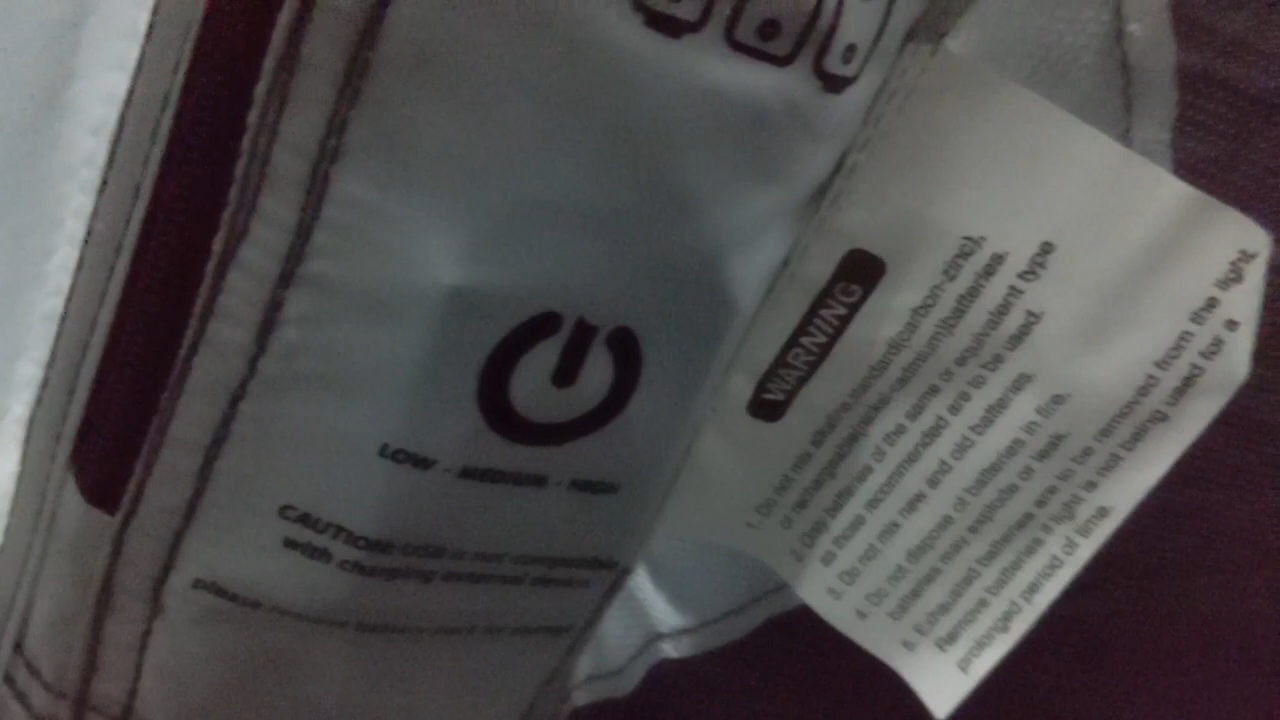 LOW - MEDIUM - HIGH
CAUTION: USB is not compatible
with charging external device
please remove battery pack
WARNING
1. Do not mix alkaline,standard(carbon-zinc),
or rechargeable(nickel-cadmium)batteries.
2. Only batteries of the same or equivalent type
as those recommended are to be used.
3. Do not mix new and old batteries.
4. Do not dispose of batteries in fire,
batteries may explode or leak.
5. Exhausted batteries are to be removed from the light.
Remove batteries if light is not being used for a
prolonged period of time.